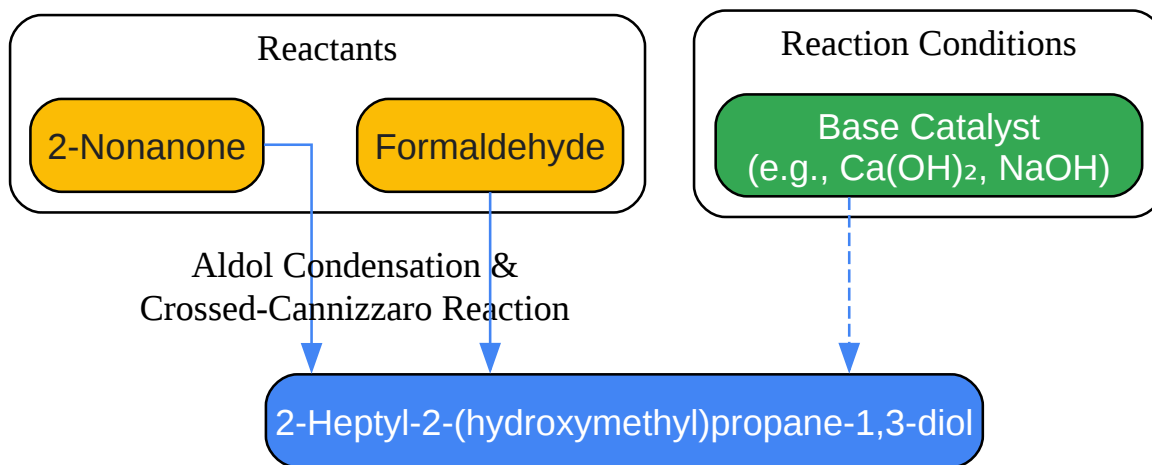 Reactants
Reaction Conditions
2-Nonanone
Formaldehyde
Base Catalyst
(e.g., Ca(OH)₂, NaOH)
Aldol Condensation &
Crossed-Cannizzaro Reaction
2-Heptyl-2-(hydroxymethyl)propane-1,3-diol